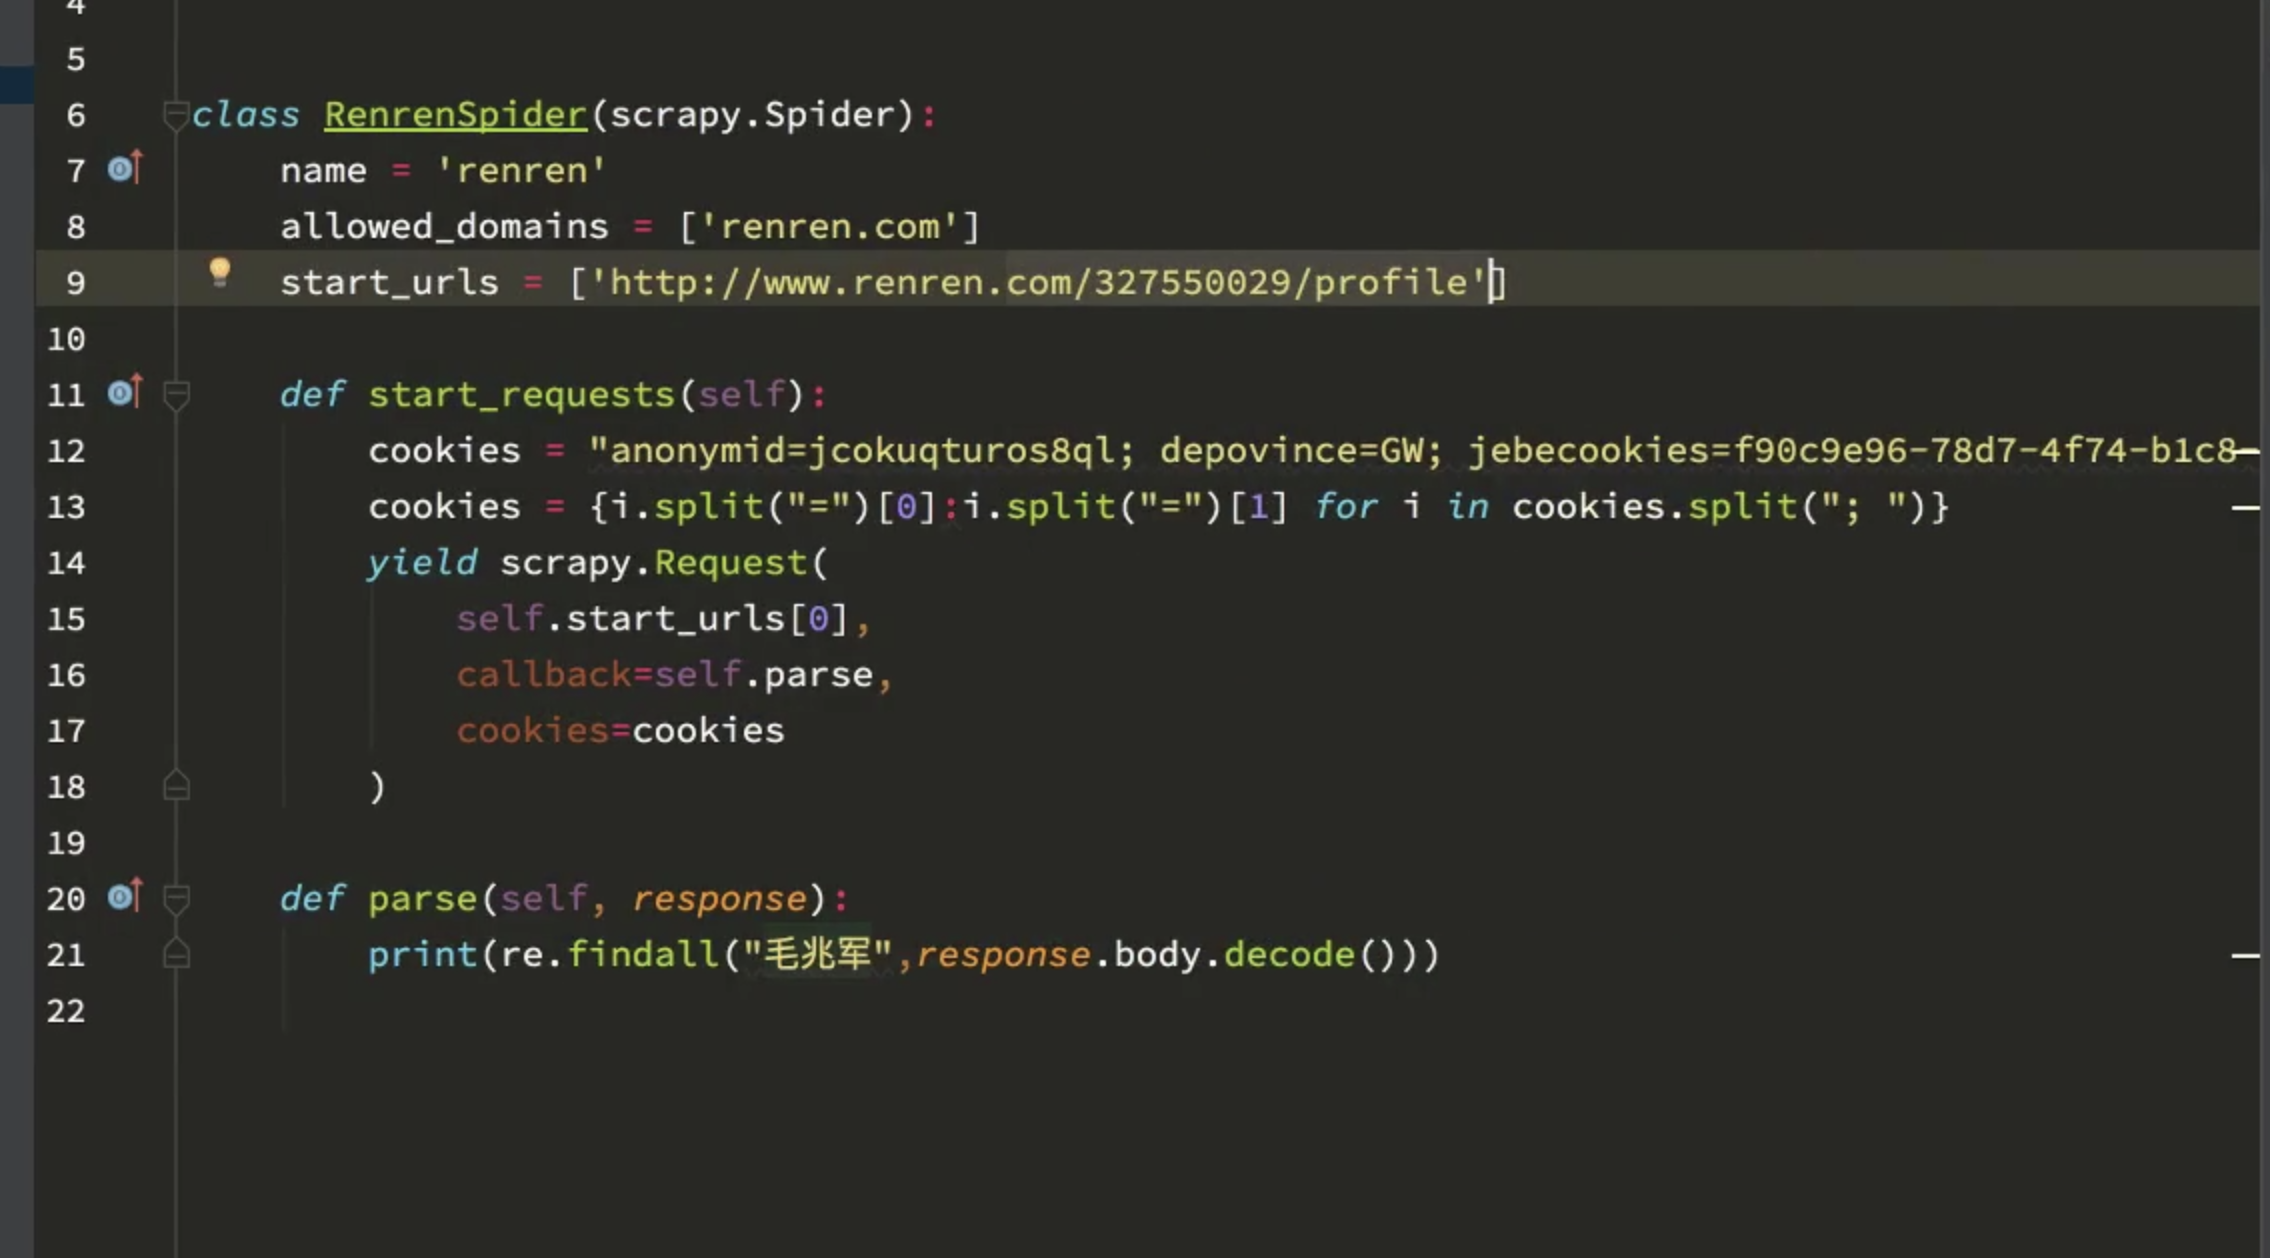 4
5
6 class RenrenSpider(scrapy.Spider):
7 name = 'renren'
8 allowed_domains = ['renren.com']
9 start_urls = ['http://www.renren.com/327550029/profile']
10
11 def start_requests(self):
12 cookies = "anonymid=jcokuqturos8ql; depovince=GW; jebecookies=f90c9e96-78d7-4f74-b1c8-
13 cookies = {i.split("=")[0]:i.split("=")[1] for i in cookies.split("; ")}
14 yield scrapy.Request(
15 self.start_urls[0],
16 callback=self.parse,
17 cookies=cookies
18 )
19
20 def parse(self, response):
21 print(re.findall("毛兆军",response.body.decode()))
22